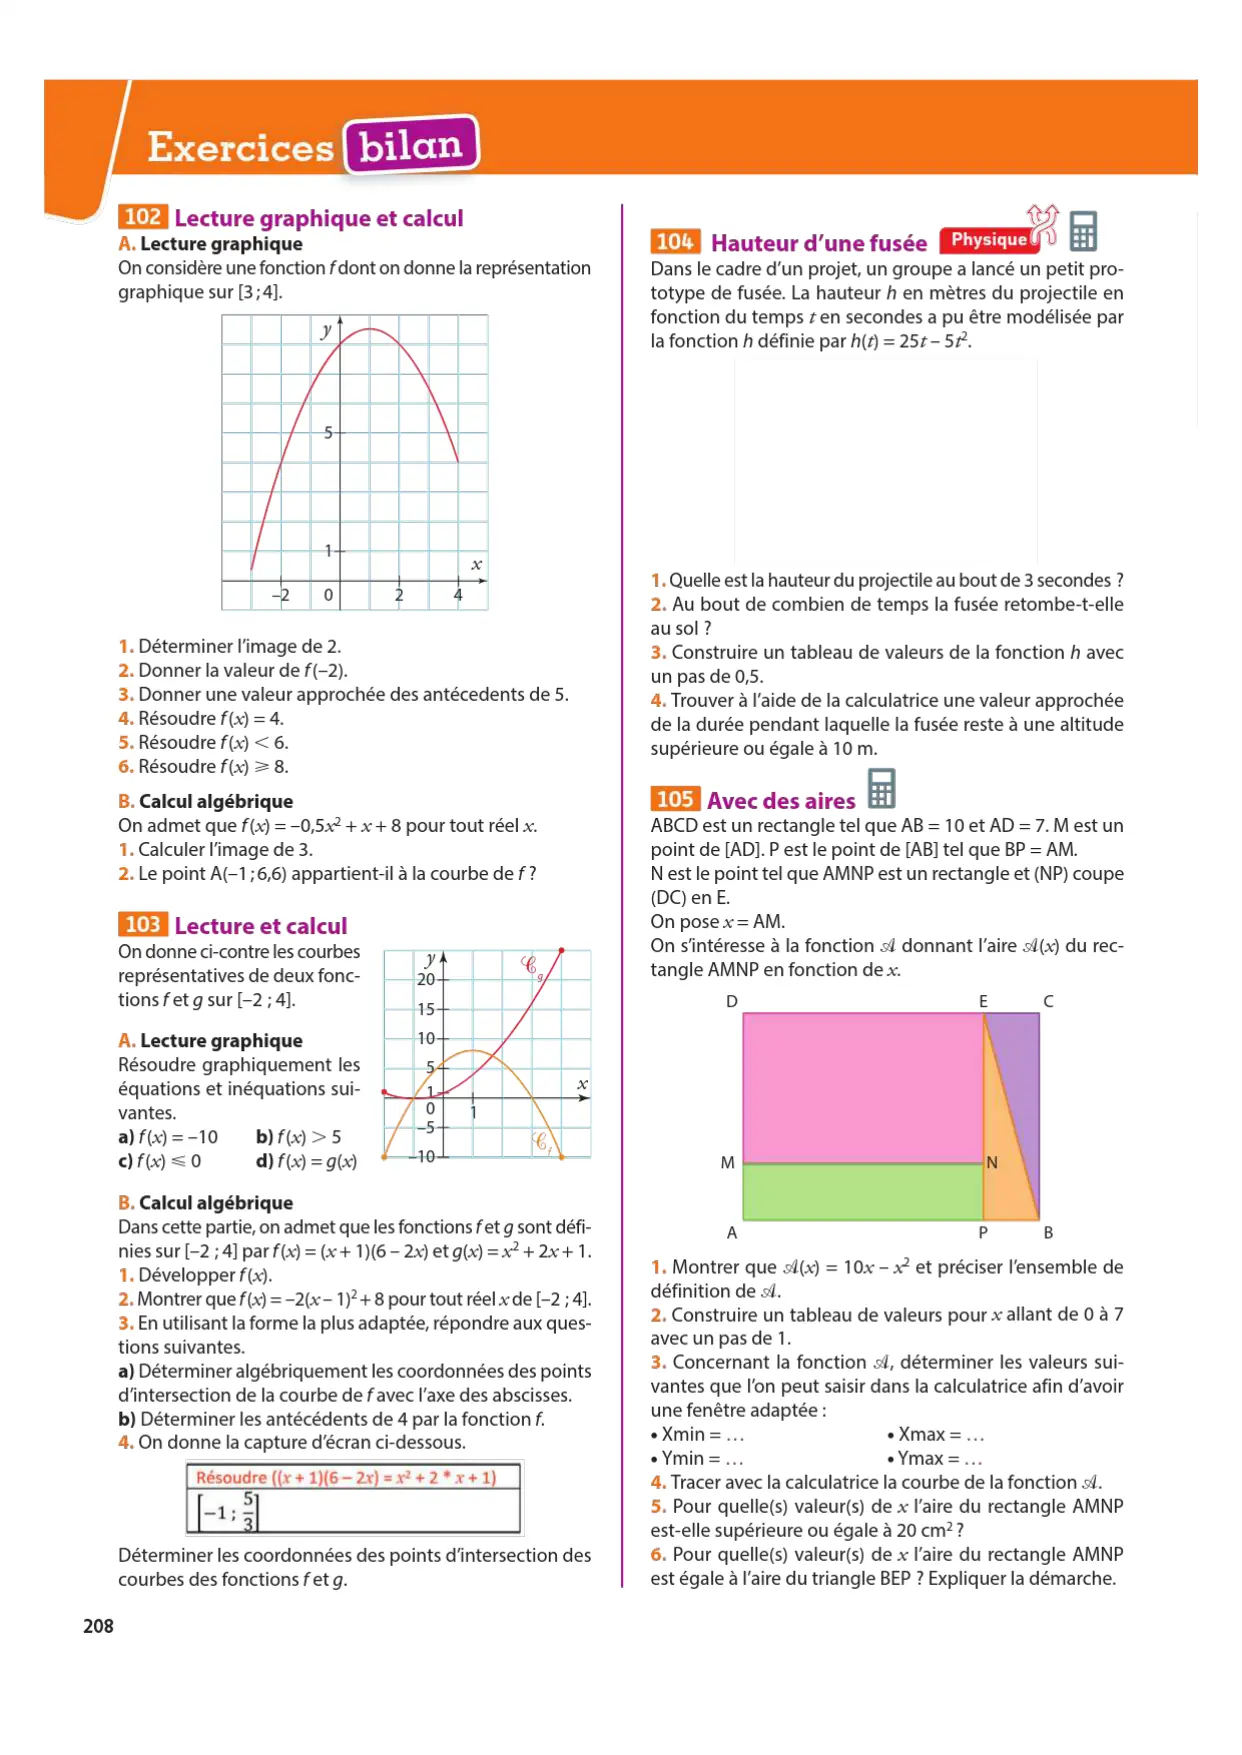 Exercices bilan
102 Lecture graphique et calcul
A. Lecture graphique
On considère une fonction f dont on donne la représentation
graphique sur [3 ; 4].
y
5
1
x
–2 0 2 4
1. Déterminer l’image de 2.
2. Donner la valeur de f (–2).
3. Donner une valeur approchée des antécedents de 5.
4. Résoudre f (x) = 4.
5. Résoudre f (x) < 6.
6. Résoudre f (x) ⩾ 8.
B. Calcul algébrique
On admet que f (x) = –0,5x² + x + 8 pour tout réel x.
1. Calculer l’image de 3.
2. Le point A(–1 ; 6,6) appartient-il à la courbe de f ?
103 Lecture et calcul
On donne ci-contre les courbes
représentatives de deux fonc-
tions f et g sur [–2 ; 4].
A. Lecture graphique
Résoudre graphiquement les
équations et inéquations sui-
vantes.
a) f (x) = –10 b) f (x) > 5
c) f (x) ⩽ 0 d) f (x) = g(x)
y 𝒞g
20
15
10
5
x
1
0 1
–5
𝒞f
–10
B. Calcul algébrique
Dans cette partie, on admet que les fonctions f et g sont défi-
nies sur [–2 ; 4] par f (x) = (x + 1)(6 – 2x) et g(x) = x² + 2x + 1.
1. Développer f (x).
2. Montrer que f (x) = –2(x – 1)² + 8 pour tout réel x de [–2 ; 4].
3. En utilisant la forme la plus adaptée, répondre aux ques-
tions suivantes.
a) Déterminer algébriquement les coordonnées des points
d’intersection de la courbe de f avec l’axe des abscisses.
b) Déterminer les antécédents de 4 par la fonction f.
4. On donne la capture d’écran ci-dessous.
Résoudre ((x + 1)(6 – 2x) = x² + 2 * x + 1)
[–1 ; 5/3]
Déterminer les coordonnées des points d’intersection des
courbes des fonctions f et g.
208
104 Hauteur d’une fusée Physique
Dans le cadre d’un projet, un groupe a lancé un petit pro-
totype de fusée. La hauteur h en mètres du projectile en
fonction du temps t en secondes a pu être modélisée par
la fonction h définie par h(t) = 25t – 5t².
1. Quelle est la hauteur du projectile au bout de 3 secondes ?
2. Au bout de combien de temps la fusée retombe-t-elle
au sol ?
3. Construire un tableau de valeurs de la fonction h avec
un pas de 0,5.
4. Trouver à l’aide de la calculatrice une valeur approchée
de la durée pendant laquelle la fusée reste à une altitude
supérieure ou égale à 10 m.
105 Avec des aires
ABCD est un rectangle tel que AB = 10 et AD = 7. M est un
point de [AD]. P est le point de [AB] tel que BP = AM.
N est le point tel que AMNP est un rectangle et (NP) coupe
(DC) en E.
On pose x = AM.
On s’intéresse à la fonction 𝒜 donnant l’aire 𝒜(x) du rec-
tangle AMNP en fonction de x.
D E C
M N
A P B
1. Montrer que 𝒜(x) = 10x – x² et préciser l’ensemble de
définition de 𝒜.
2. Construire un tableau de valeurs pour x allant de 0 à 7
avec un pas de 1.
3. Concernant la fonction 𝒜, déterminer les valeurs sui-
vantes que l’on peut saisir dans la calculatrice afin d’avoir
une fenêtre adaptée :
• Xmin = … • Xmax = …
• Ymin = … • Ymax = …
4. Tracer avec la calculatrice la courbe de la fonction 𝒜.
5. Pour quelle(s) valeur(s) de x l’aire du rectangle AMNP
est-elle supérieure ou égale à 20 cm² ?
6. Pour quelle(s) valeur(s) de x l’aire du rectangle AMNP
est égale à l’aire du triangle BEP ? Expliquer la démarche.